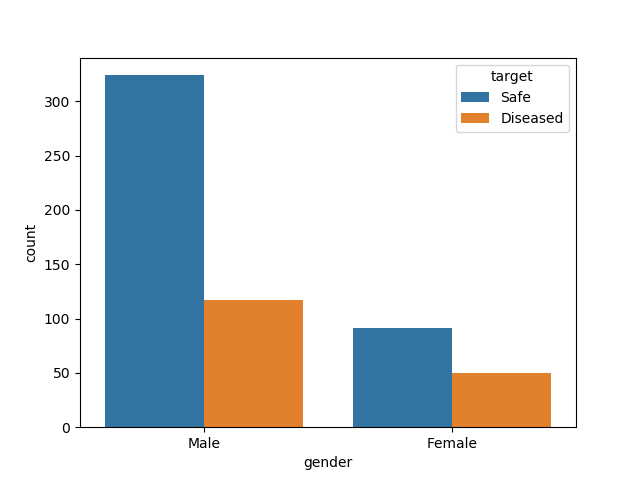 target
Safe
Diseased
300
250
200
150
100
50
0
count
Male
Female
gender